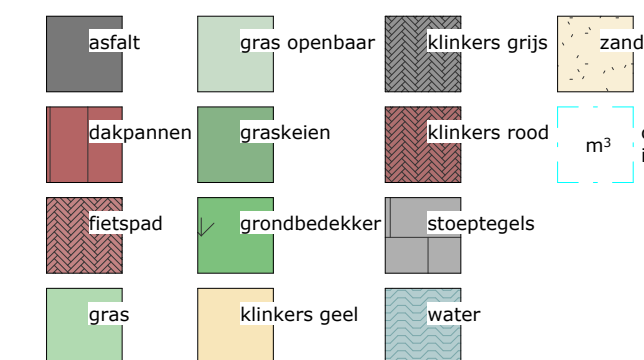 asfalt
gras openbaar
klinkers grijs
zand
dakpannen
graskeien
klinkers rood
m³
fietspad
grondbedekker
stoeptegels
gras
klinkers geel
water